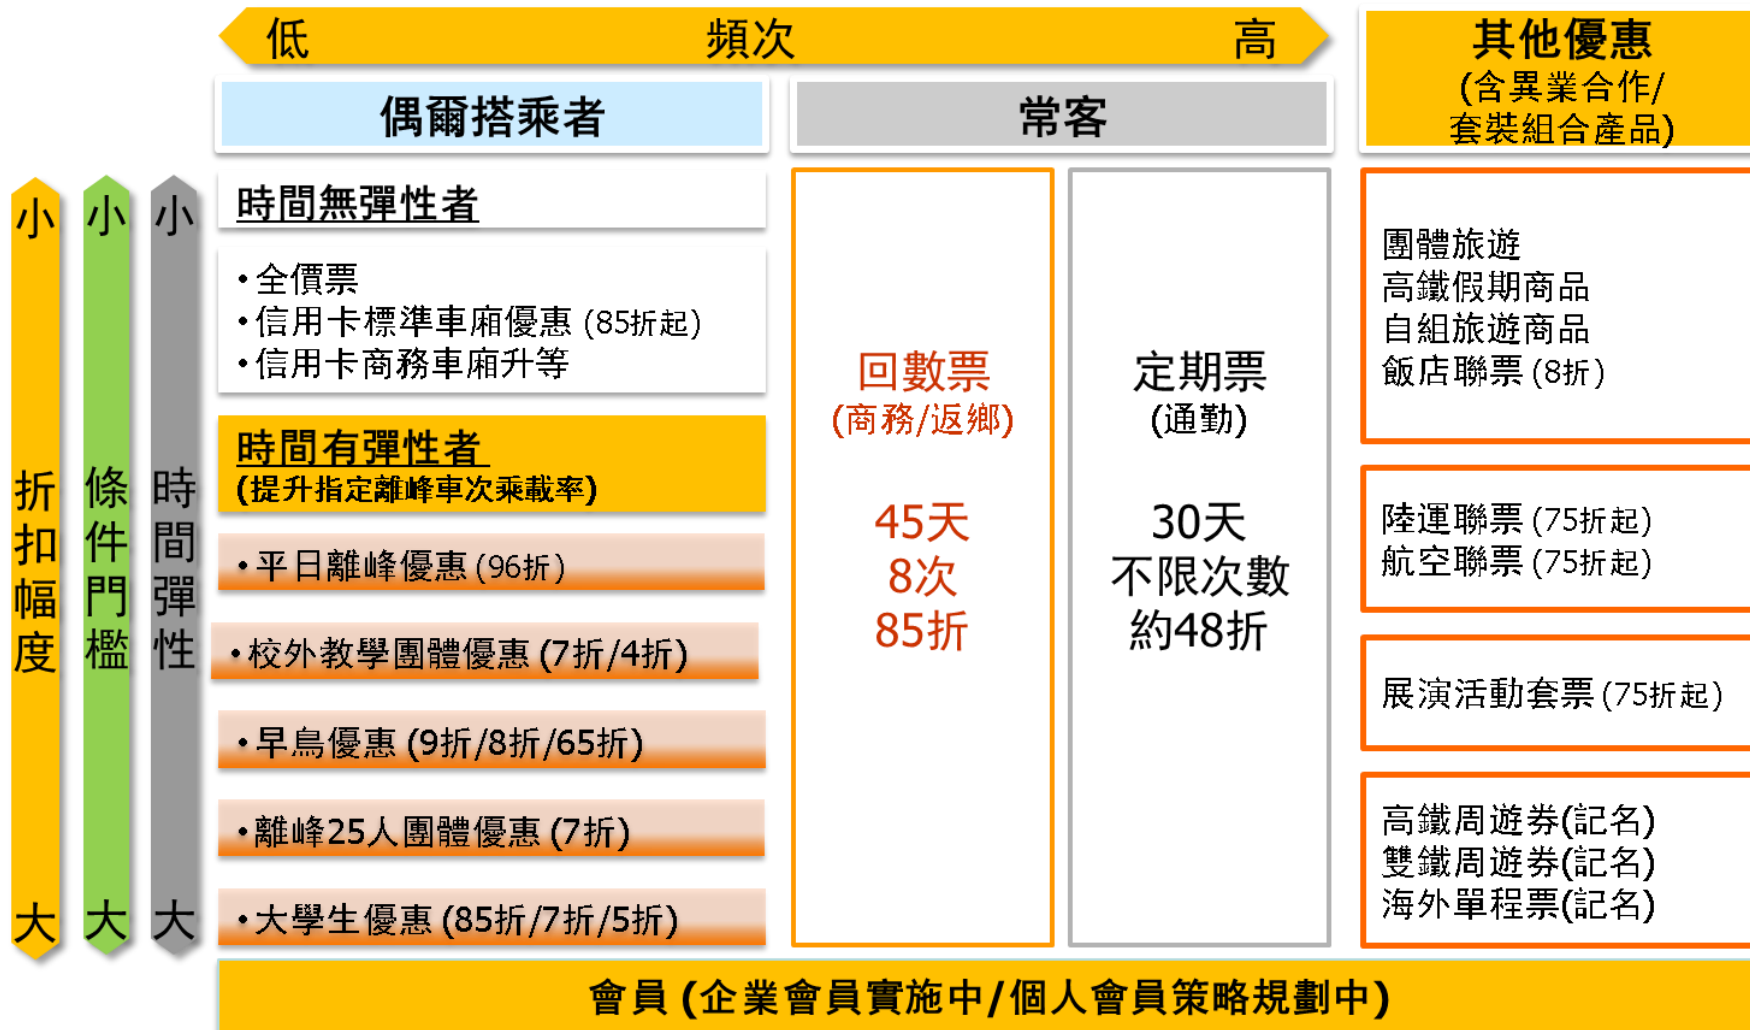 低 頻次 高
偶爾搭乘者
常客
其他優惠
(含異業合作/
套裝組合產品)
小 折扣幅度 大
小 條件門檻 大
小 時間彈性 大
時間無彈性者
•全價票
•信用卡標準車廂優惠 (85折起)
•信用卡商務車廂升等
時間有彈性者
(提升指定離峰車次乘載率)
•平日離峰優惠 (96折)
•校外教學團體優惠 (7折/4折)
•早鳥優惠 (9折/8折/65折)
•離峰25人團體優惠 (7折)
•大學生優惠 (85折/7折/5折)
回數票
(商務/返鄉)
45天
8次
85折
定期票
(通勤)
30天
不限次數
約48折
團體旅遊
高鐵假期商品
自組旅遊商品
飯店聯票 (8折)
陸運聯票 (75折起)
航空聯票 (75折起)
展演活動套票 (75折起)
高鐵周遊券(記名)
雙鐵周遊券(記名)
海外單程票(記名)
會員 (企業會員實施中/個人會員策略規劃中)